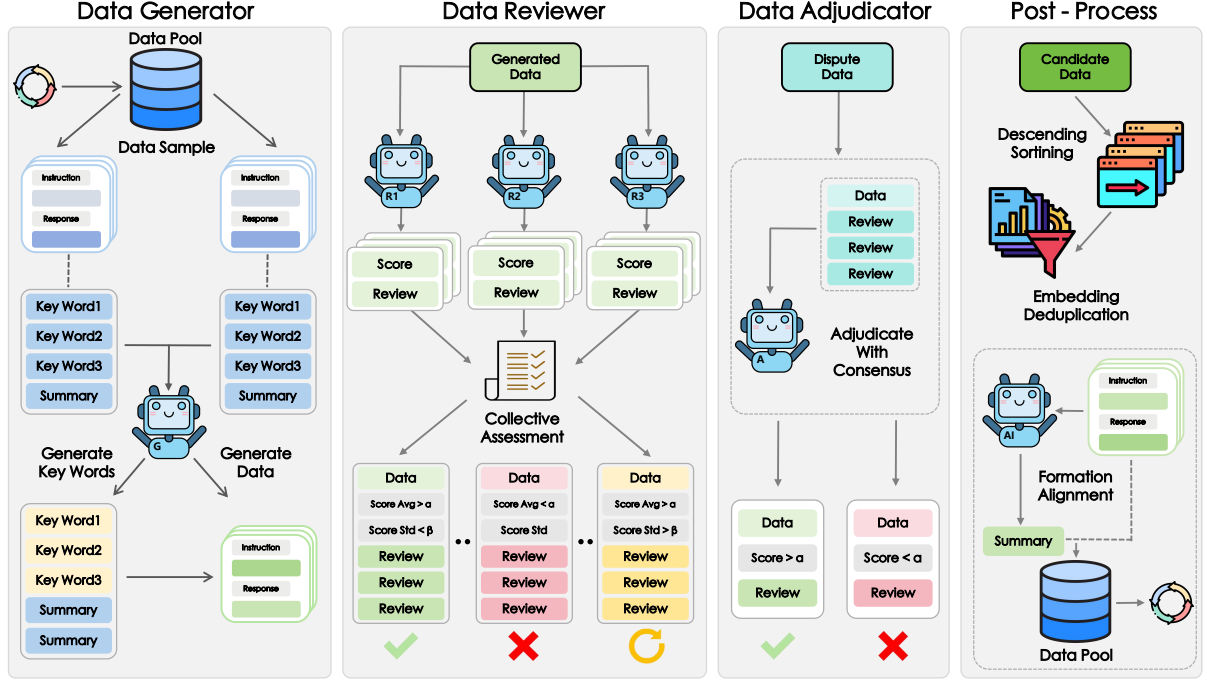 Data Generator
Data Pool
Data Sample
Instruction
Response
Instruction
Response
Key Word1
Key Word2
Key Word3
Summary
Key Word1
Key Word2
Key Word3
Summary
G
Generate
Key Words
Generate
Data
Key Word1
Key Word2
Key Word3
Summary
Summary
Instruction
Response
Data Reviewer
Generated
Data
R1
R2
R3
Score
Review
Score
Review
Score
Review
Collective
Assessment
Data
Score Avg > α
Score Std < β
Review
Review
Review
Data
Score Avg < α
Score Std
Review
Review
Review
Data
Score Avg > α
Score Std > β
Review
Review
Review
Data Adjudicator
Dispute
Data
Data
Review
Review
Review
A
Adjudicate
With
Consensus
Data
Score > α
Review
Data
Score < α
Review
Post - Process
Candidate
Data
Descending
Sortining
Embedding
Deduplication
Instruction
Response
AI
Formation
Alignment
Summary
Data Pool